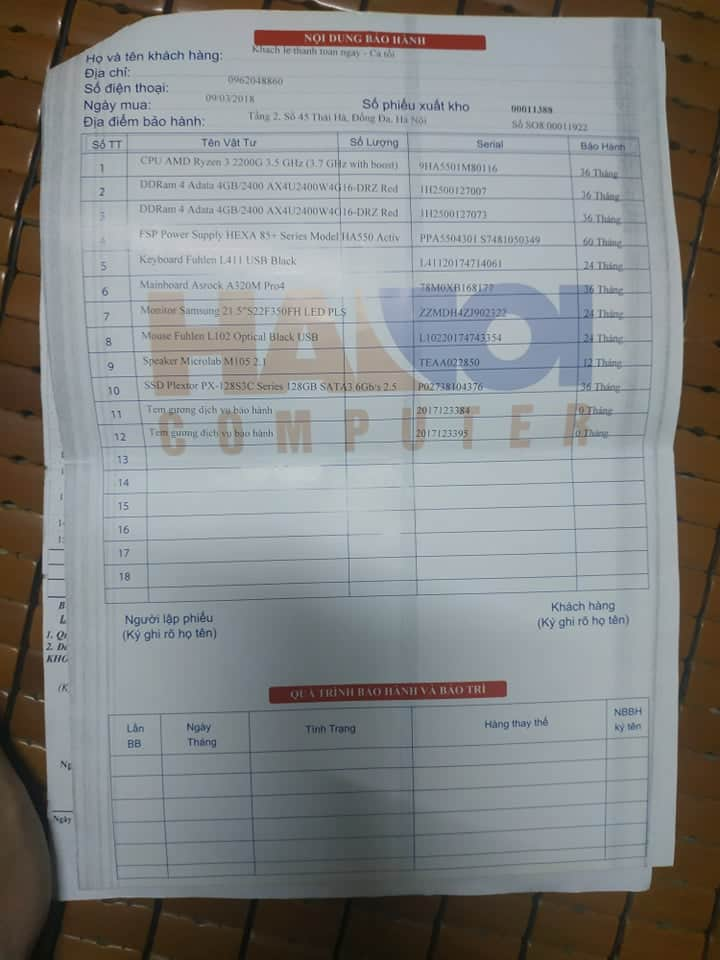 NỘI DUNG BẢO HÀNH
Họ và tên khách hàng: Khách lẻ thanh toán ngay - Ca tối
Địa chỉ:
Số điện thoại: 0962048860
Ngày mua: 09/03/2018 Số phiếu xuất kho 00011388
Địa điểm bảo hành: Tầng 2, Số 45 Thái Hà, Đống Đa, Hà Nội Số SO8.00011922
Số TT Tên Vật Tư Số Lượng Serial Bảo Hành
1 CPU AMD Ryzen 3 2200G 3.5 GHz (3.7 GHz with boost) 9HA5501M80116 36 Tháng
2 DDRam 4 Adata 4GB/2400 AX4U2400W4G16-DRZ Red 1H2500127007 36 Tháng
3 DDRam 4 Adata 4GB/2400 AX4U2400W4G16-DRZ Red 1H2500127073 36 Tháng
4 FSP Power Supply HEXA 85+ Series Model HA550 Activ PPA5504301 S7481050349 60 Tháng
5 Keyboard Fuhlen L411 USB Black L41120174714061 24 Tháng
6 Mainboard Asrock A320M Pro4 78M0XB168177 36 Tháng
7 Monitor Samsung 21.5"S22F350FH LED PLS ZZMDH4ZJ902322 24 Tháng
8 Mouse Fuhlen L102 Optical Black USB L10220174743354 24 Tháng
9 Speaker Microlab M105 2.1 TEAA022850 12 Tháng
10 SSD Plextor PX-128S3C Series 128GB SATA3 6Gb/s 2.5 P02738104376 36 Tháng
11 Tem gương dịch vụ bảo hành 2017123384 0 Tháng
12 Tem gương dịch vụ bảo hành 2017123395 0 Tháng
HANOI
COMPUTER
13
14
15
16
17
18
Người lập phiếu Khách hàng
(Ký ghi rõ họ tên) (Ký ghi rõ họ tên)
QUÁ TRÌNH BẢO HÀNH VÀ BẢO TRÌ
Lần BB Ngày Tháng Tình Trạng Hàng thay thế NBBH ký tên